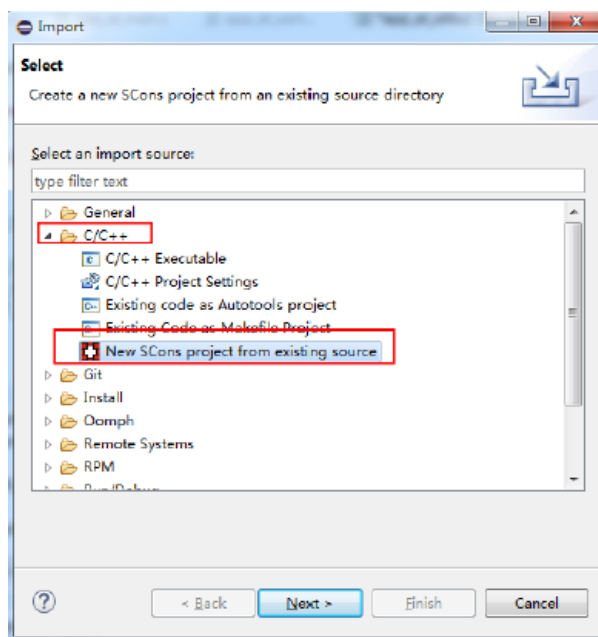 Import
Select
Create a new SCons project from an existing source directory
Select an import source:
type filter text
General
C/C++
C/C++ Executable
C/C++ Project Settings
Existing code as Autotools project
Existing Code as Makefile Project
New SCons project from existing source
Git
Install
Oomph
Remote Systems
RPM
Run/Debug
< Back Next > Finish Cancel